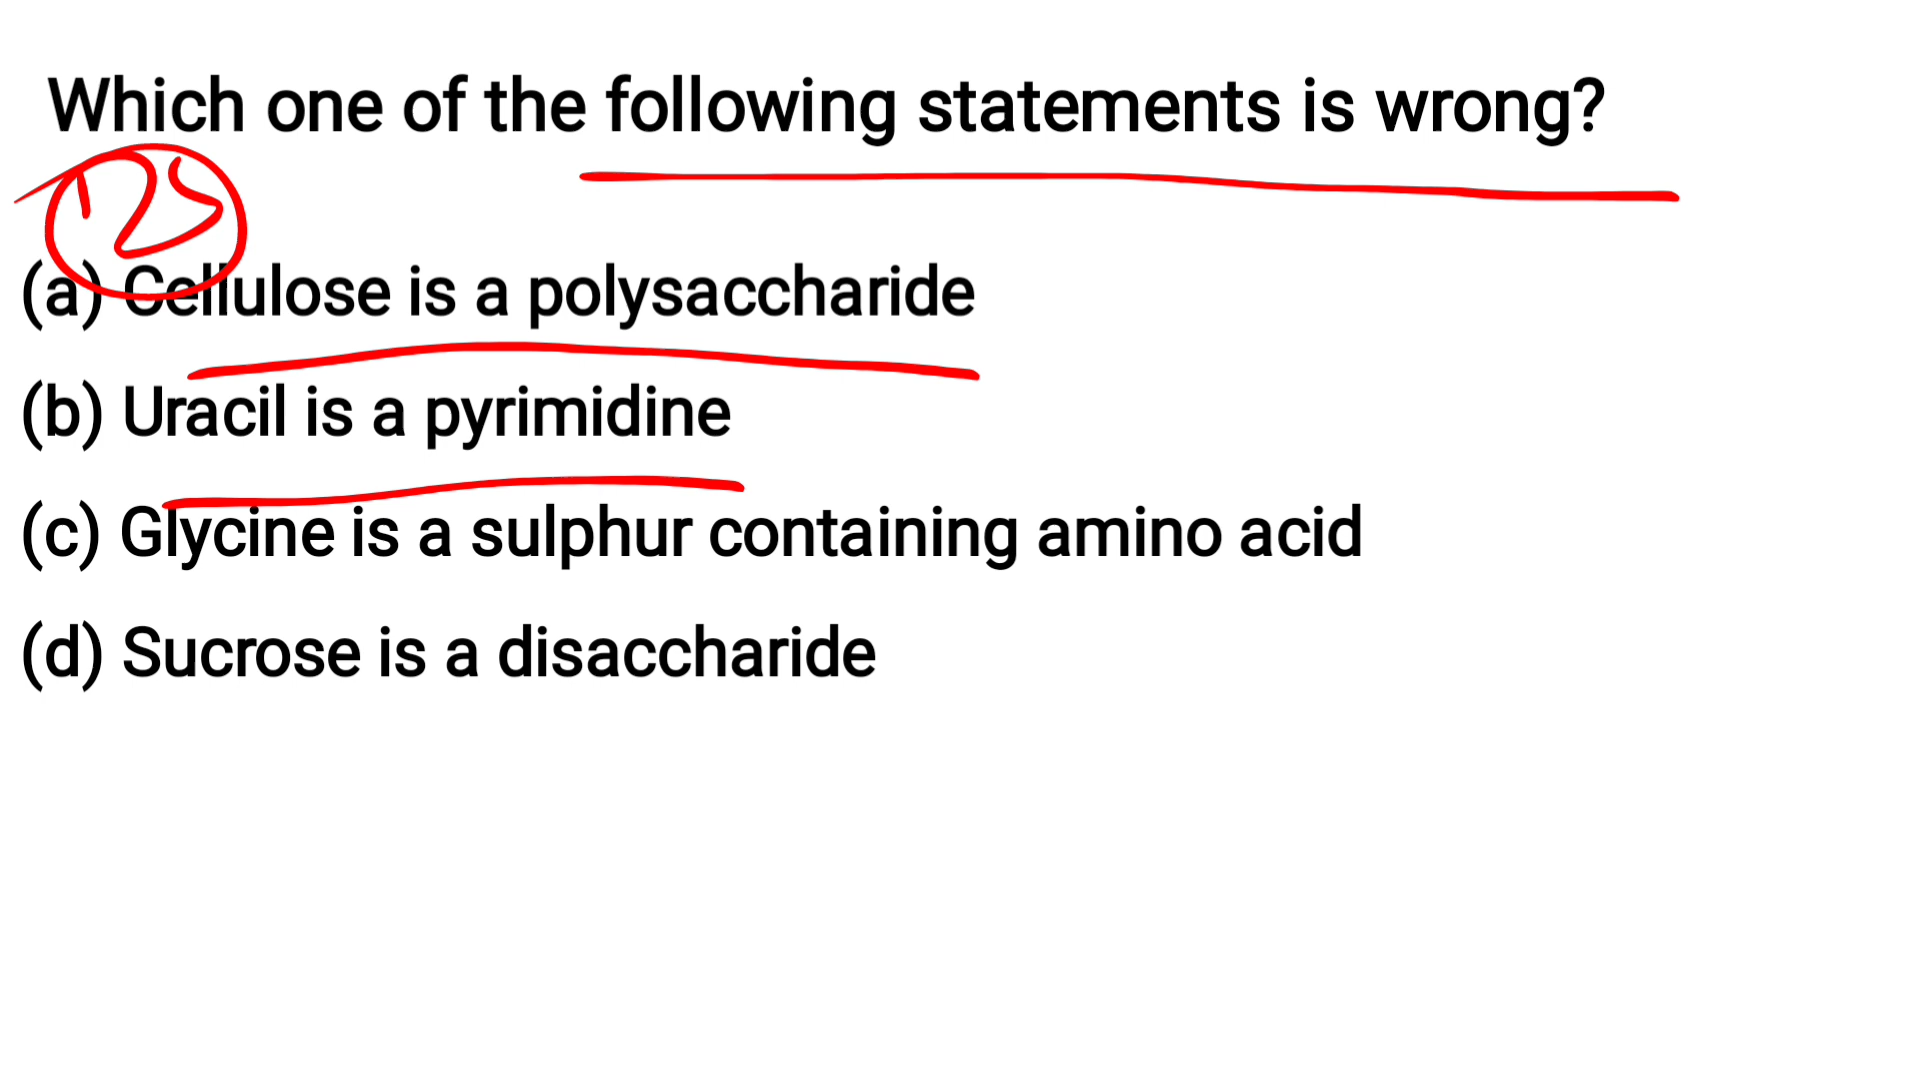 Which one of the following statements is wrong?
(a) Cellulose is a polysaccharide
(b) Uracil is a pyrimidine
(c) Glycine is a sulphur containing amino acid
(d) Sucrose is a disaccharide